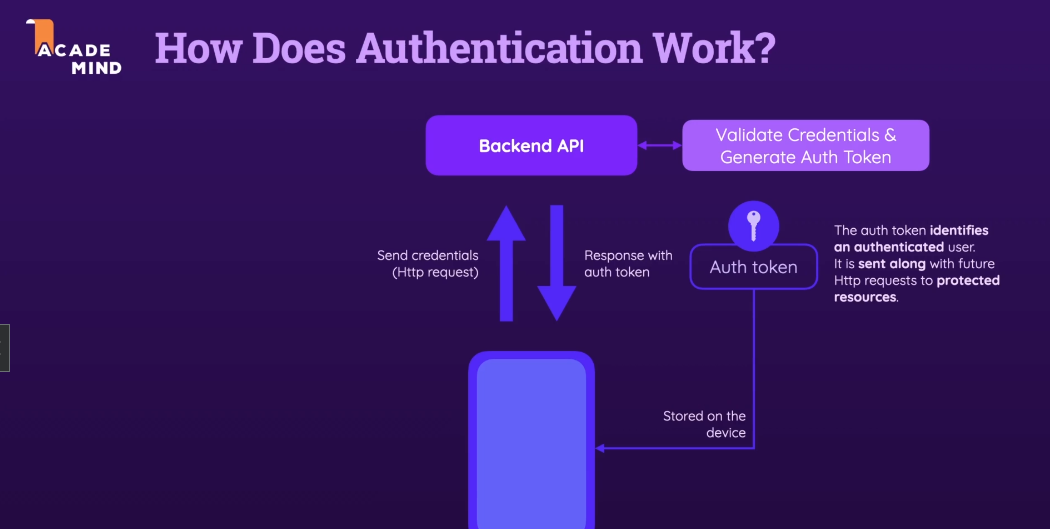 ACADE
MIND
How Does Authentication Work?
Backend API
Validate Credentials &
Generate Auth Token
Send credentials
(Http request)
Response with
auth token
Auth token
The auth token identifies
an authenticated user.
It is sent along with future
Http requests to protected
resources.
Stored on the
device